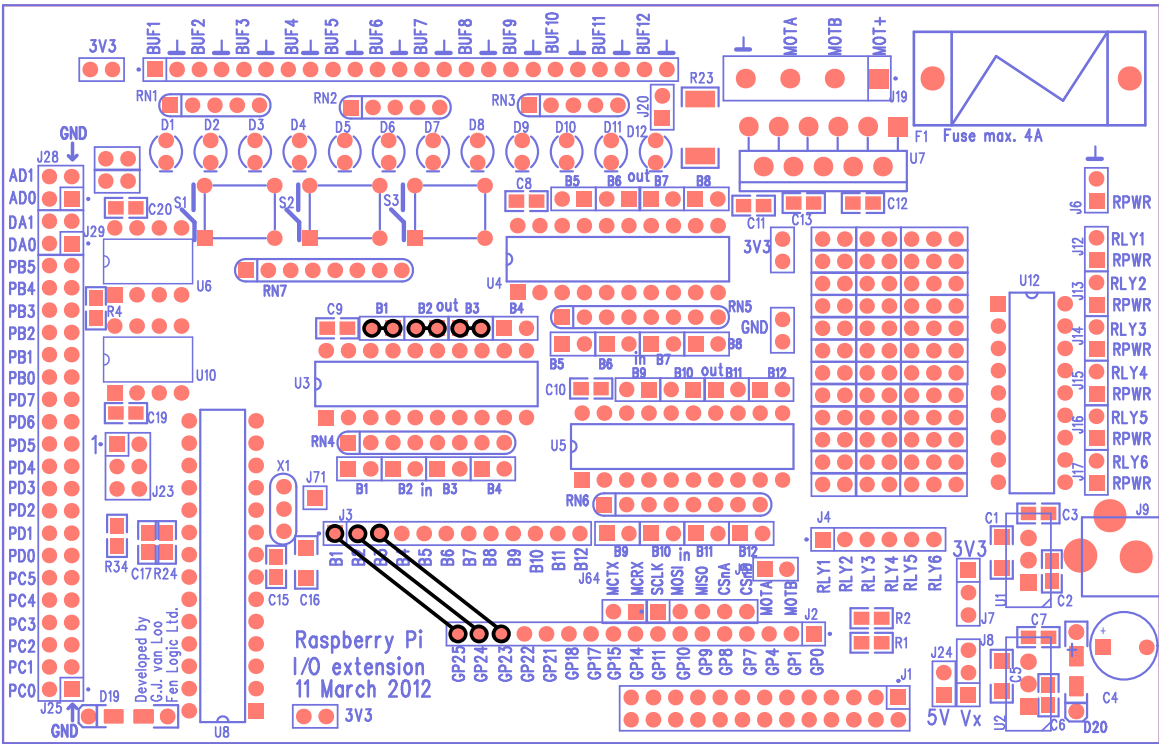 3V3
BUF1
BUF2
BUF3
BUF4
BUF5
BUF6
BUF7
BUF8
BUF9
BUF10
BUF11
BUF12
MOTA
MOTB
MOT+
RN1
RN2
RN3
J20
R23
J19
F1 Fuse max. 4A
GND
D1
D2
D3
D4
D5
D6
D7
D8
D9
D10
D11
D12
U7
J28
AD1
AD0
DA1
DA0
PB5
PB4
PB3
PB2
PB1
PB0
PD7
PD6
PD5
PD4
PD3
PD2
PD1
PD0
PC5
PC4
PC3
PC2
PC1
PC0
J25
GND
C20
J29
U6
R4
U10
C19
1
J23
S1
S2
S3
RN7
C8
B5
out
B6
B7
B8
C11
C13
C12
J6
RPWR
3V3
J12
RLY1
RPWR
J13
RLY2
RPWR
J14
RLY3
RPWR
J15
RLY4
RPWR
J16
RLY5
RPWR
J17
RLY6
RPWR
U12
U4
RN5
GND
B5
B6
in
B7
B8
C9
B1
B2
out
B3
B4
U3
RN4
B1
B2
in
B3
B4
C10
B9
B10
out
B11
B12
U5
RN6
B9
B10
in
B11
B12
X1
J71
J3
B1
B2
B3
B4
B5
B6
B7
B8
B9
B10
B11
B12
R34
C17
R24
C15
C16
J64
MCTX
MCRX
SCLK
MOSI
MISO
CSnA
CSnB
MOTA
MOTB
J4
RLY1
RLY2
RLY3
RLY4
RLY5
RLY6
C1
C3
J9
3V3
U1
C2
J7
J2
GP25
GP24
GP23
GP22
GP21
GP18
GP17
GP15
GP14
GP11
GP10
GP9
GP8
GP7
GP4
GP1
GP0
R2
R1
J1
J24
J8
5V
Vx
C7
C5
U2
C6
C4
D20
Raspberry Pi
I/O extension
11 March 2012
Developed by
G.J. van Loo
Fen Logic Ltd.
D19
U8
3V3